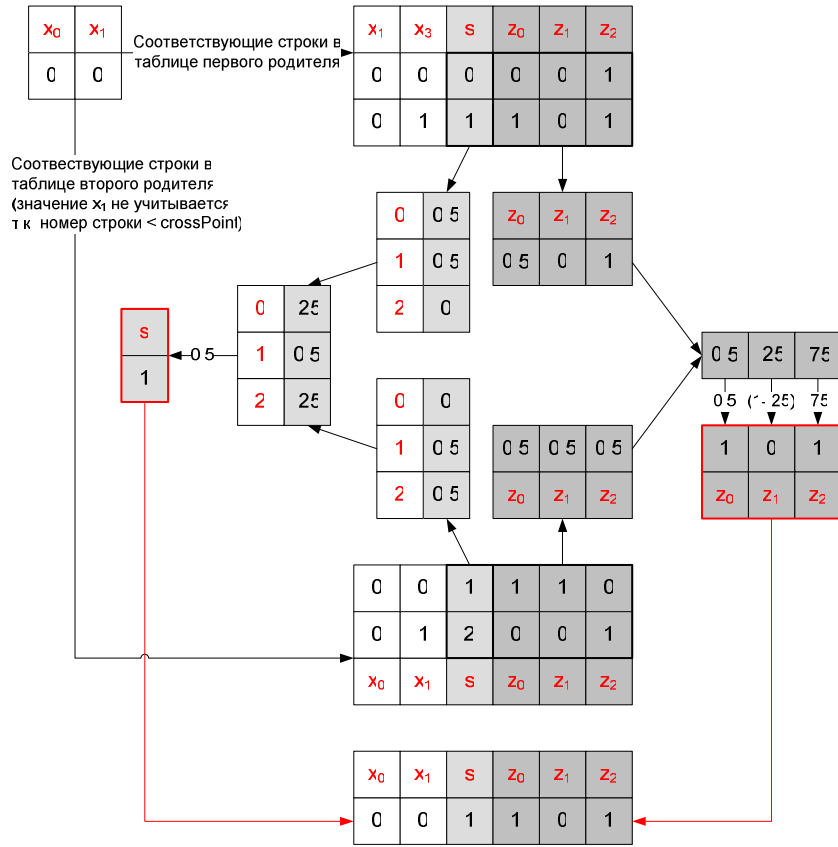 x₀ x₁
0 0
Соответствующие строки в
таблице первого родителя
x₁ x₃ s z₀ z₁ z₂
0 0 0 0 0 1
0 1 1 1 0 1
Соотвествующие строки в
таблице второго родителя
(значение x₁ не учитывается
т к номер строки < crossPoint)
0 0 5
1 0 5
2 0
z₀ z₁ z₂
0 5 0 1
0 25
1 0 5
2 25
s
1
0 5
0 5 25 75
0 5 (1- 25) 75
1 0 1
z₀ z₁ z₂
0 0
1 0 5
2 0 5
0 5 0 5 0 5
z₀ z₁ z₂
0 0 1 1 1 0
0 1 2 0 0 1
x₀ x₁ s z₀ z₁ z₂
x₀ x₁ s z₀ z₁ z₂
0 0 1 1 0 1